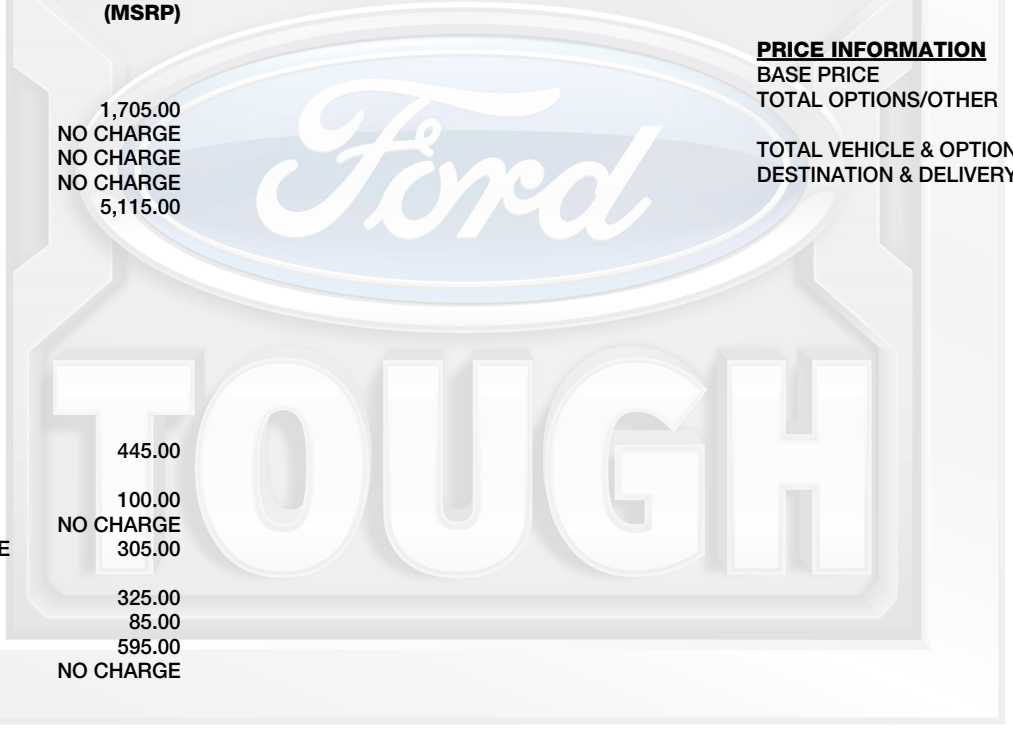 (MSRP)
1,705.00
NO CHARGE
NO CHARGE
NO CHARGE
5,115.00
445.00
100.00
NO CHARGE
E 305.00
325.00
85.00
595.00
NO CHARGE
PRICE INFORMATION
BASE PRICE
TOTAL OPTIONS/OTHER
TOTAL VEHICLE & OPTION
DESTINATION & DELIVERY
Ford
TOUGH